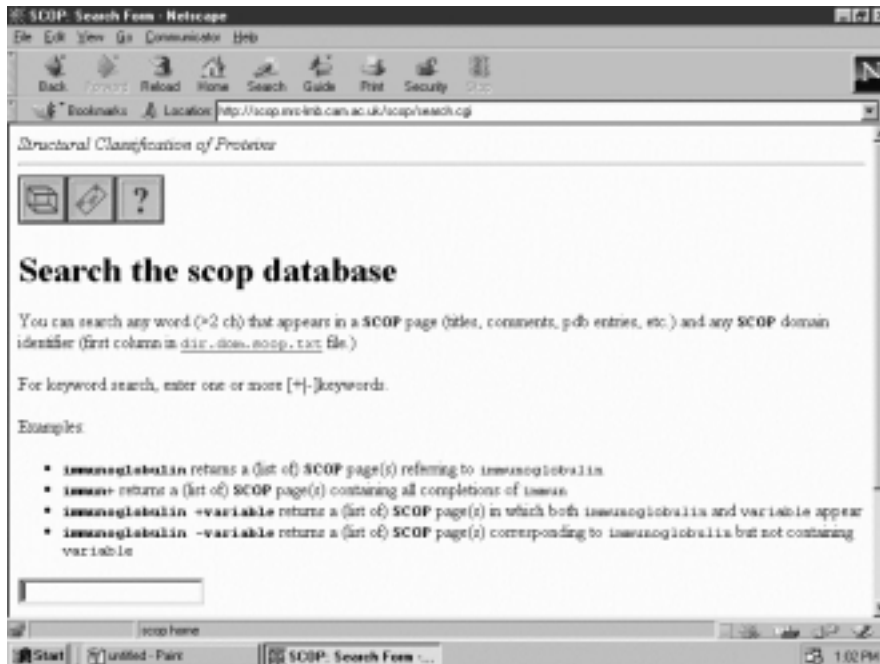 SCOP: Search Form - Netscape
File Edit View Go Communicator Help
Back Forward Reload Home Search Guide Print Security Stop
Bookmarks Location: http://scop.mrc-lmb.cam.ac.uk/scop/search.cgi
Structural Classification of Proteins
?
Search the scop database
You can search any word (>2 ch) that appears in a SCOP page (titles, comments, pdb entries, etc.) and any SCOP domain
identifier (first column in dir.dom.scop.txt file.)
For keyword search, enter one or more [+|-]keywords.
Examples:
immunoglobulin returns a (list of) SCOP page(s) referring to immunoglobulin
immun+ returns a (list of) SCOP page(s) containing all completions of immun
immunoglobulin +variable returns a (list of) SCOP page(s) in which both immunoglobulin and variable appear
immunoglobulin -variable returns a (list of) SCOP page(s) corresponding to immunoglobulin but not containing
variable
scop home
Start untitled - Paint SCOP: Search Form -... 1:02 PM